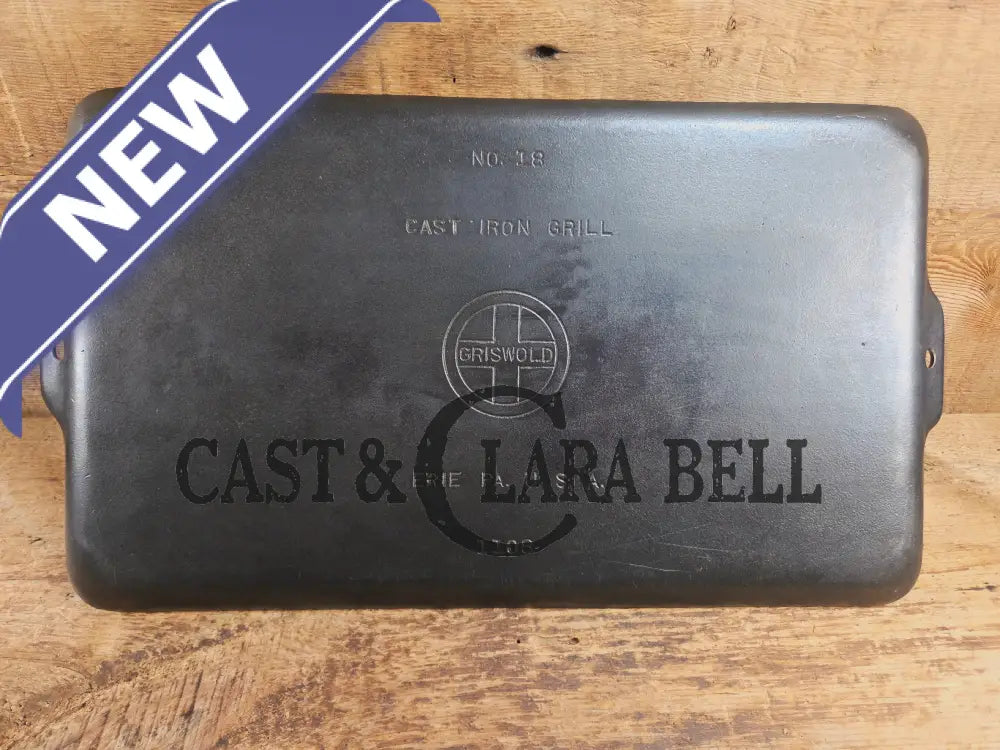 NEW
NO. 18
CAST IRON GRILL
GRISWOLD
CAST & CLARA BELL
ERIE PA. U.S.A.